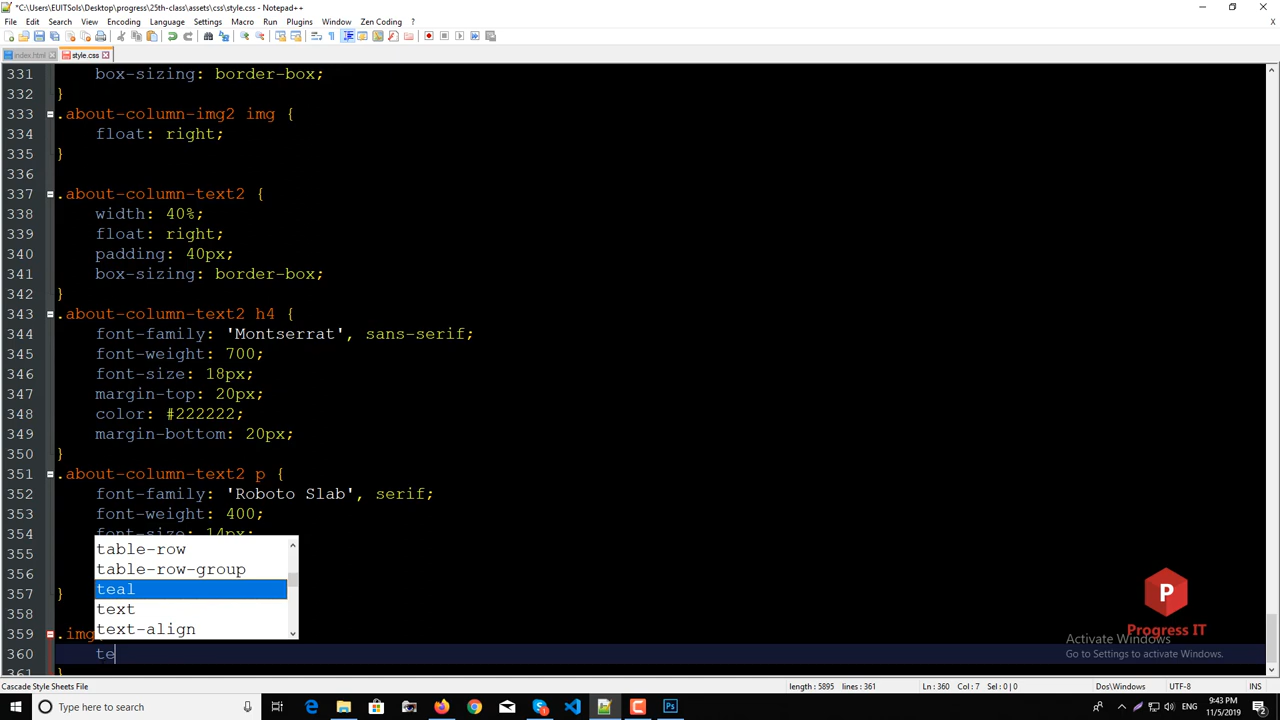 *C:\Users\EUITSols\Desktop\progress\25th-class\assets\css\style.css - Notepad++
File Edit Search View Encoding Language Settings Macro Run Plugins Window Zen Coding ?
X
index.html style.css
331 box-sizing: border-box;
332 }
333 .about-column-img2 img {
334 float: right;
335 }
336
337 .about-column-text2 {
338 width: 40%;
339 float: right;
340 padding: 40px;
341 box-sizing: border-box;
342 }
343 .about-column-text2 h4 {
344 font-family: 'Montserrat', sans-serif;
345 font-weight: 700;
346 font-size: 18px;
347 margin-top: 20px;
348 color: #222222;
349 margin-bottom: 20px;
350 }
351 .about-column-text2 p {
352 font-family: 'Roboto Slab', serif;
353 font-weight: 400;
354 font-size: 14px;
355
356
357 }
358
359 .img
360 te
361 }
table-row
table-row-group
teal
text
text-align
P
Progress IT
Activate Windows
Go to Settings to activate Windows.
Cascade Style Sheets File length : 5895 lines : 361 Ln : 360 Col : 7 Sel : 0 | 0 Dos\Windows UTF-8 INS
Type here to search
ENG
9:43 PM
11/5/2019